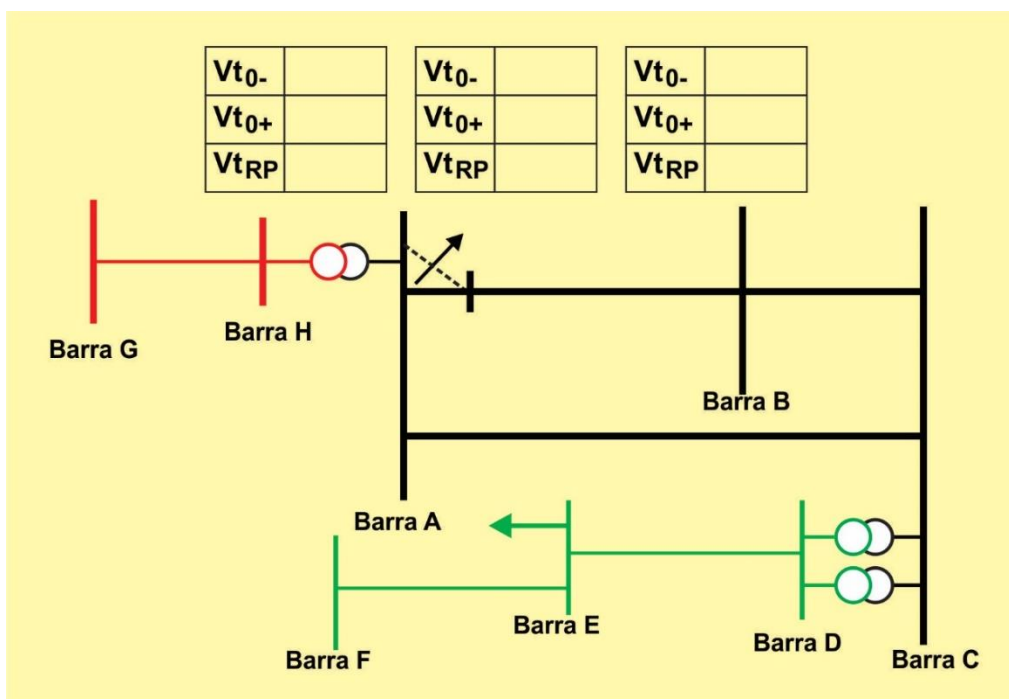 Vt0- Vt0- Vt0-
Vt0+ Vt0+ Vt0+
VtRP VtRP VtRP
Barra G
Barra H
Barra B
Barra A
Barra F
Barra E
Barra D
Barra C